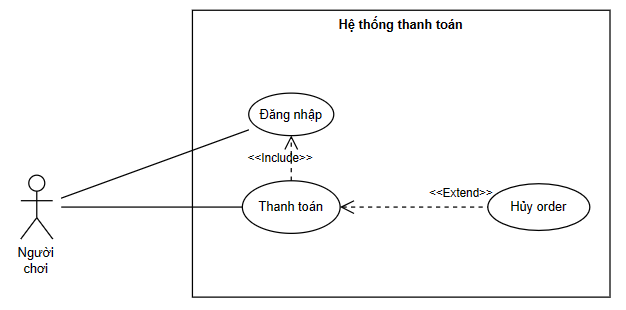 Hệ thống thanh toán
Đăng nhập
<<Include>>
<<Extend>>
Thanh toán
Hủy order
Người
chơi